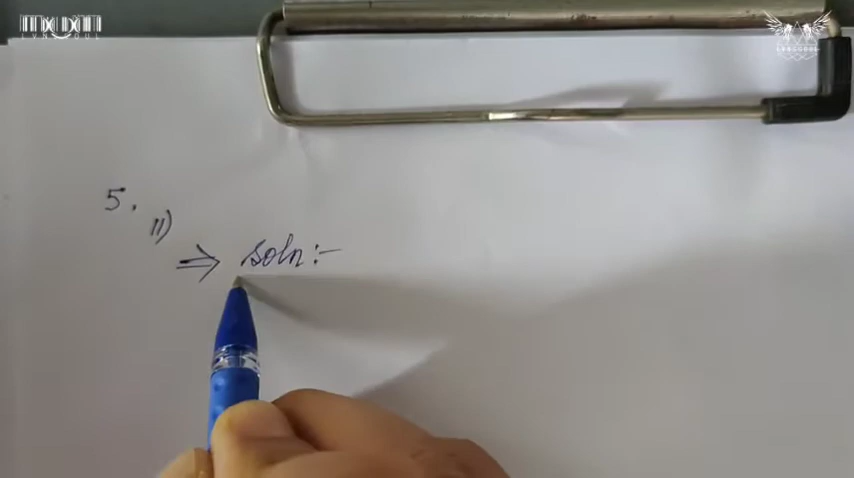 5.
ii)
⇒ soln:-